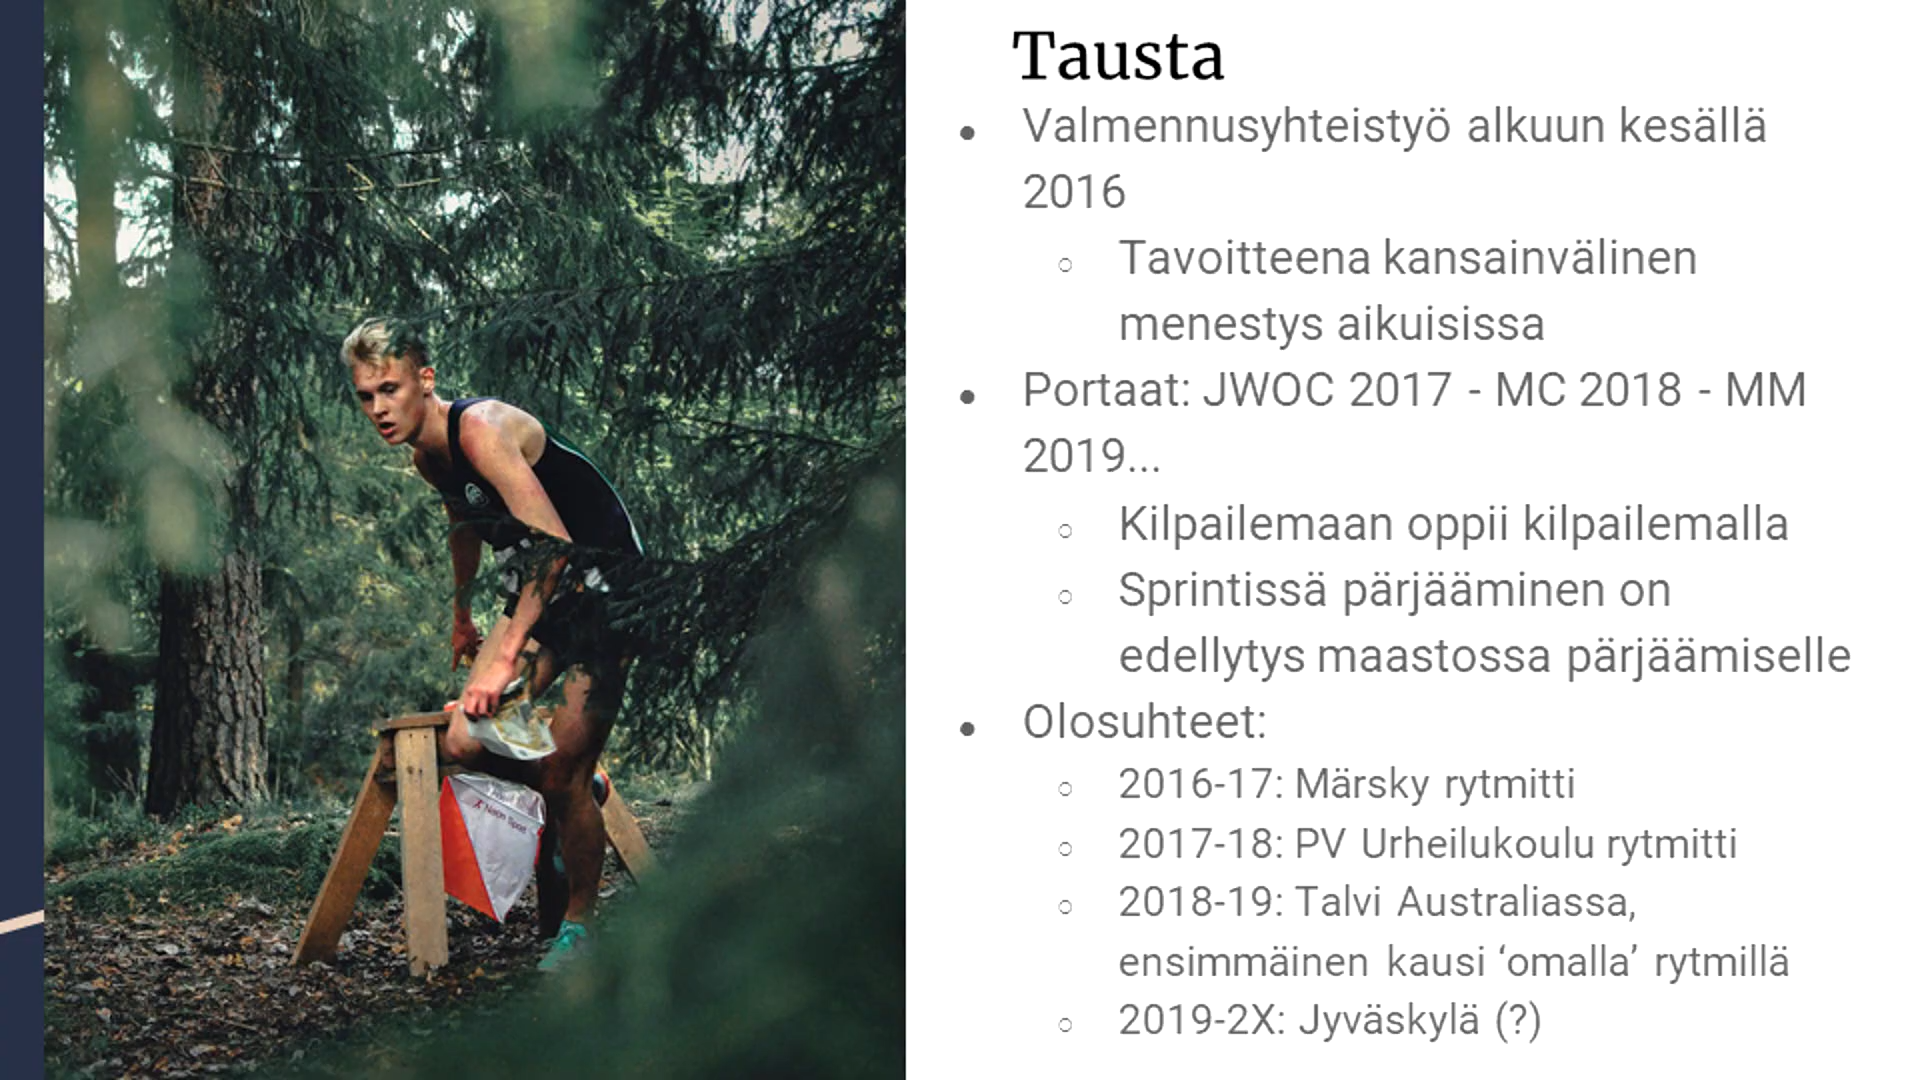 Tausta
• Valmennusyhteistyö alkuun kesällä
2016
○ Tavoitteena kansainvälinen
menestys aikuisissa
• Portaat: JWOC 2017 - MC 2018 - MM
2019...
○ Kilpailemaan oppii kilpailemalla
○ Sprintissä pärjääminen on
edellytys maastossa pärjäämiselle
• Olosuhteet:
○ 2016-17: Märsky rytmitti
○ 2017-18: PV Urheilukoulu rytmitti
○ 2018-19: Talvi Australiassa,
ensimmäinen kausi ‘omalla’ rytmillä
○ 2019-2X: Jyväskylä (?)